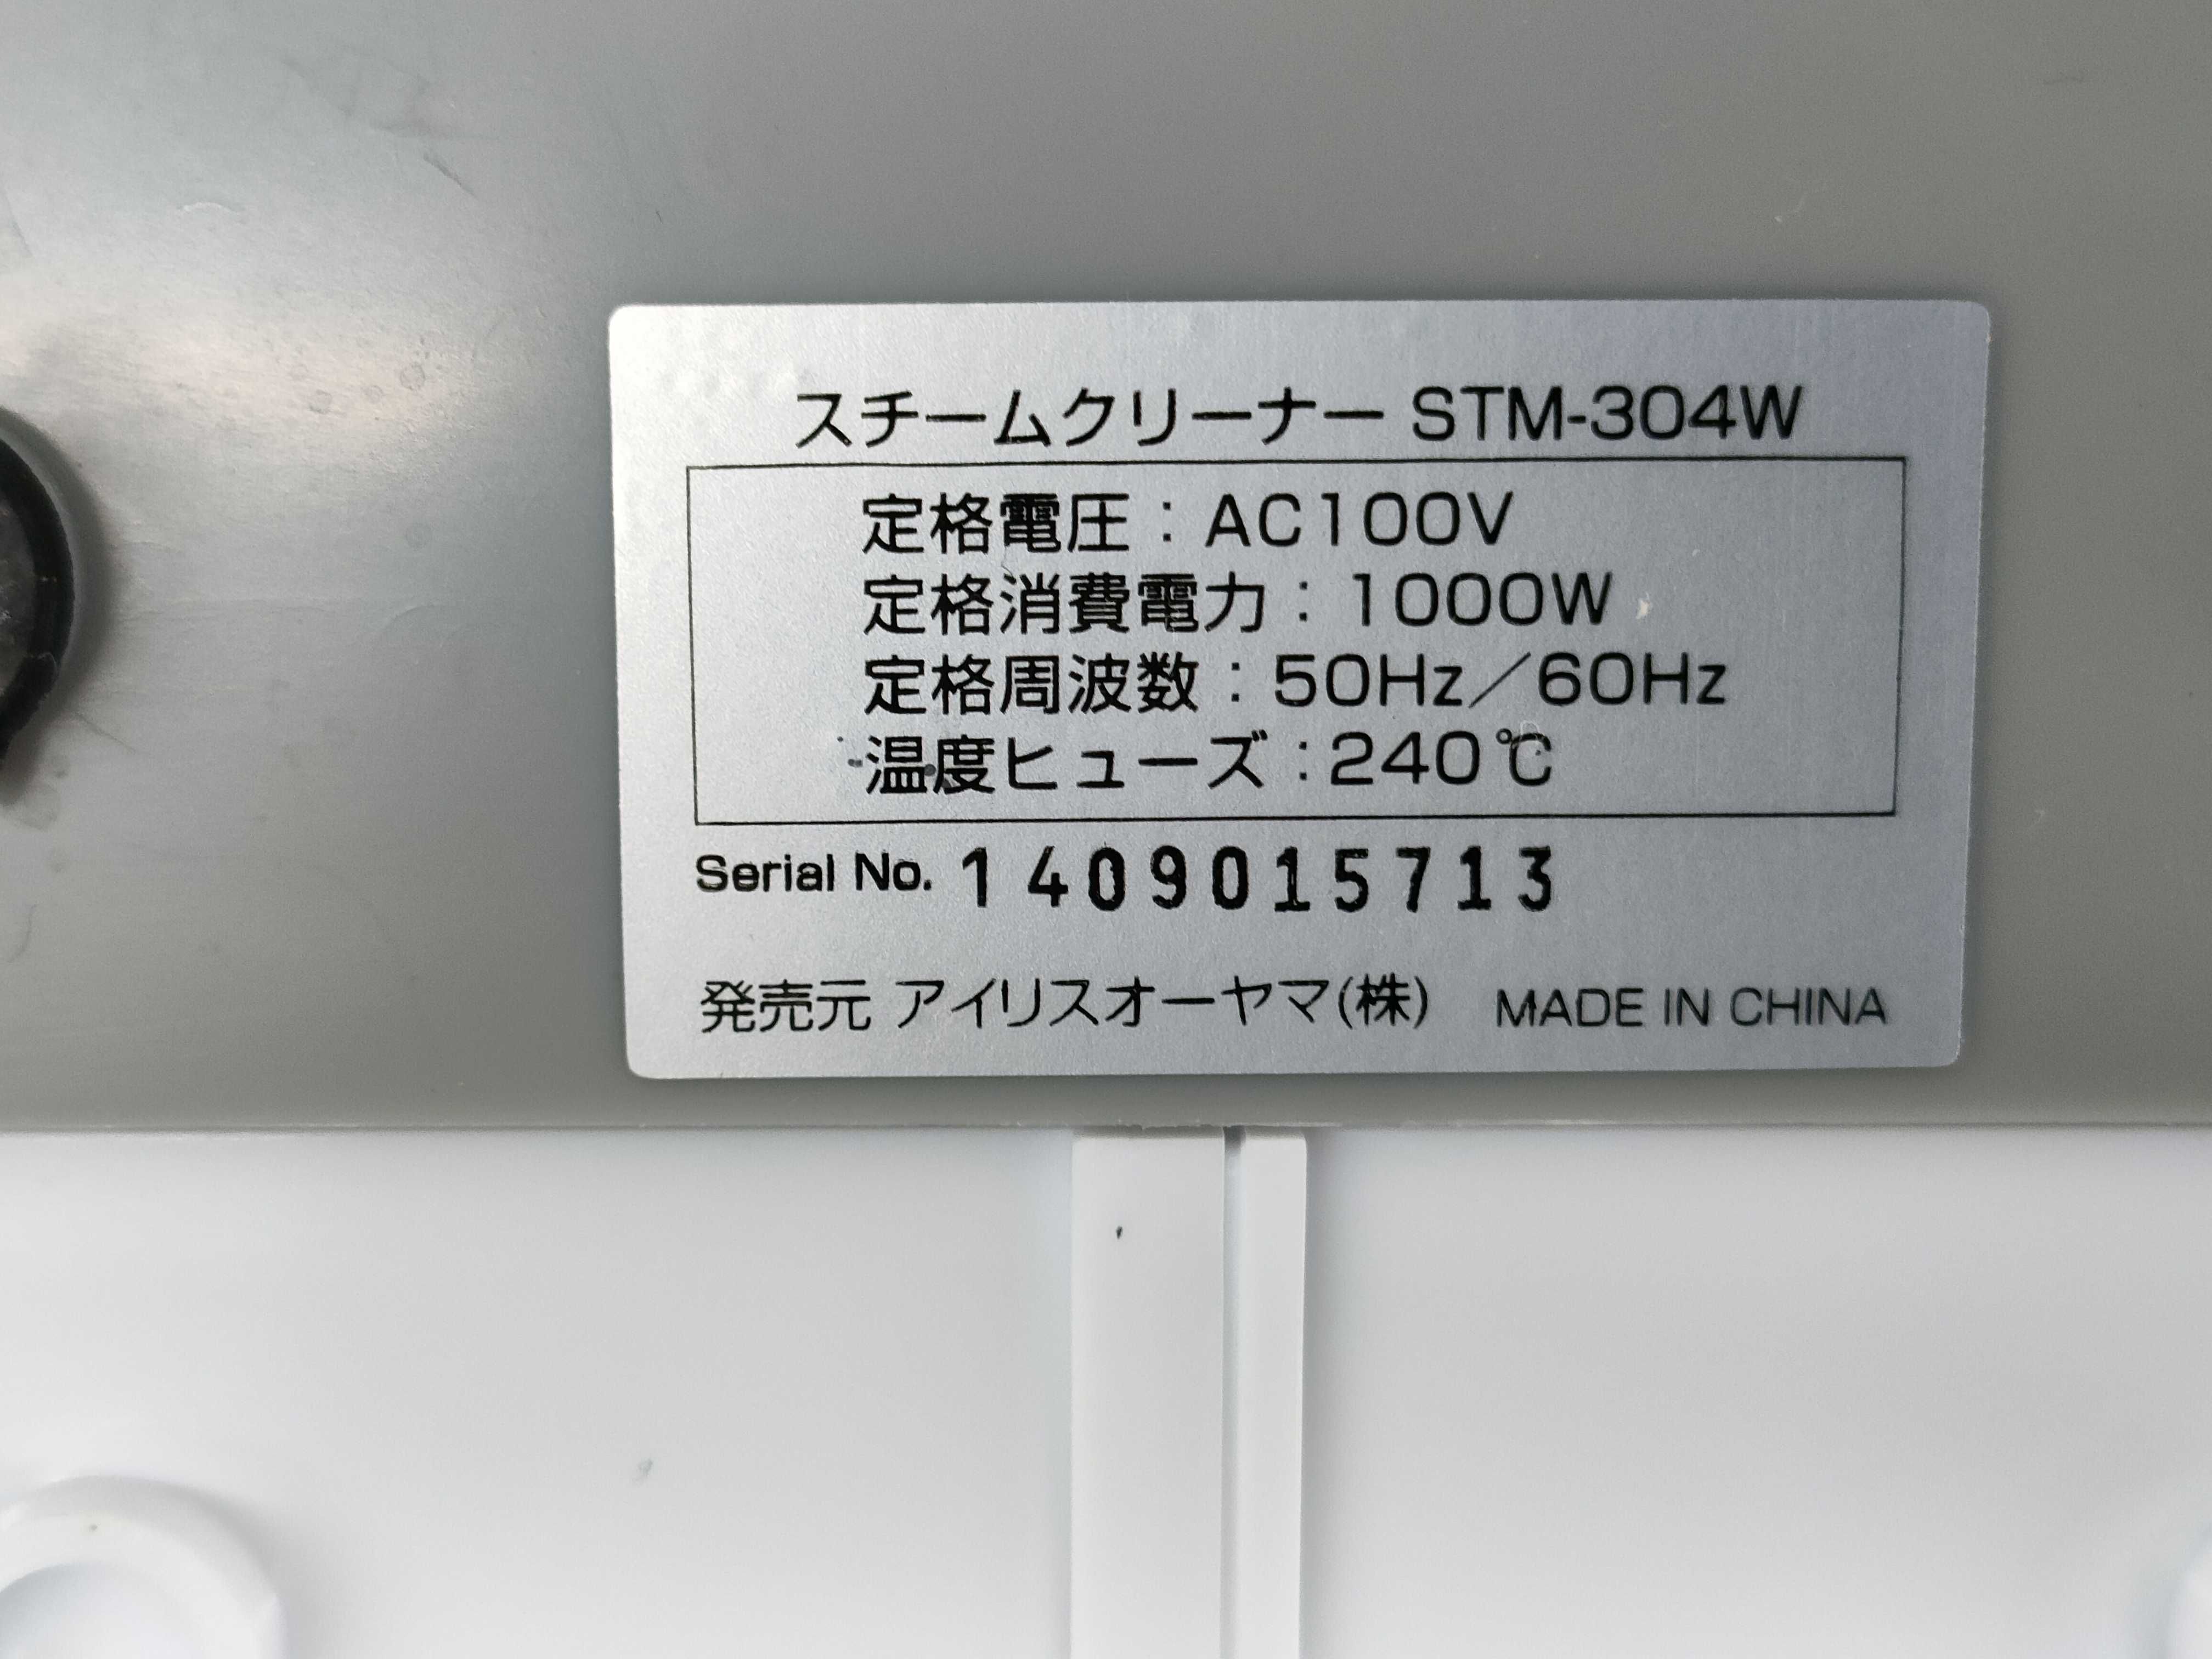 スチームクリーナー STM-304W
定格電圧：AC100V
定格消費電力：1000W
定格周波数：50Hz／60Hz
温度ヒューズ：240℃
Serial No. 1409015713
発売元 アイリスオーヤマ(株) MADE IN CHINA